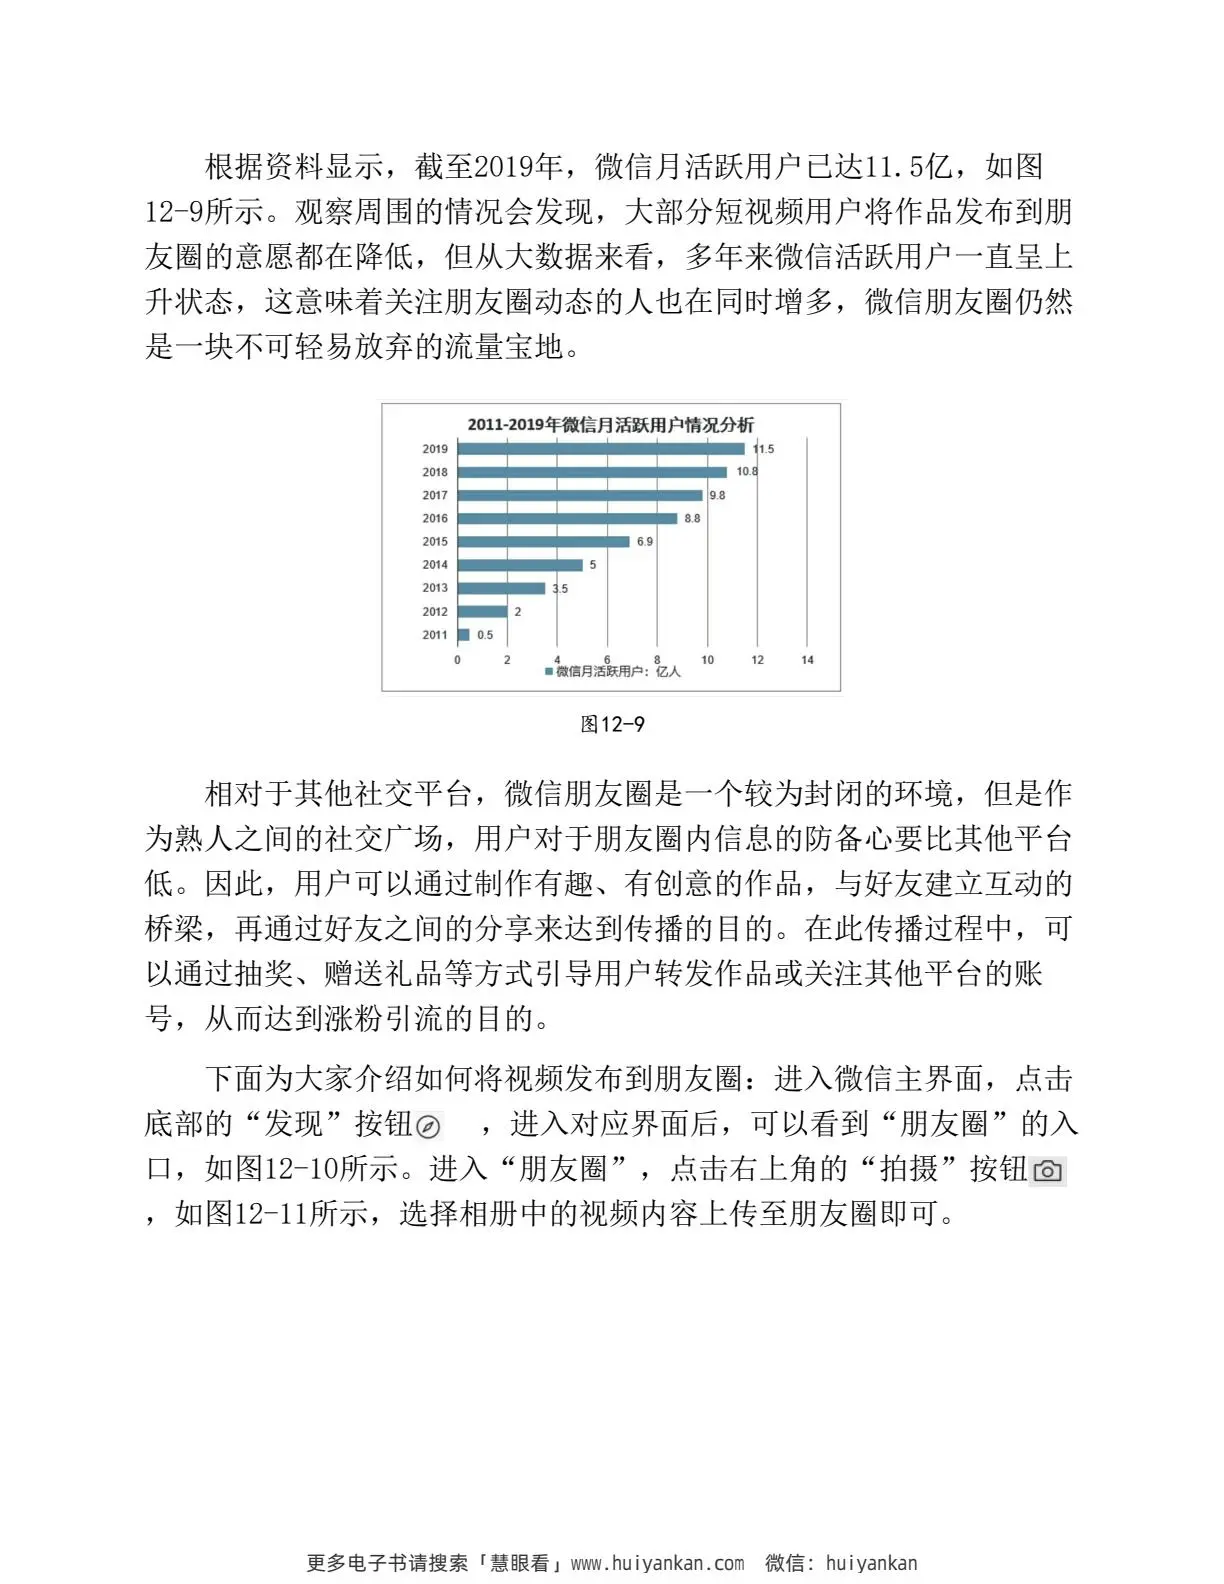 根据资料显示，截至2019年，微信月活跃用户已达11.5亿，如图
12-9所示。观察周围的情况会发现，大部分短视频用户将作品发布到朋
友圈的意愿都在降低，但从大数据来看，多年来微信活跃用户一直呈上
升状态，这意味着关注朋友圈动态的人也在同时增多，微信朋友圈仍然
是一块不可轻易放弃的流量宝地。
2011-2019年微信月活跃用户情况分析
2019 11.5
2018 10.8
2017 9.8
2016 8.8
2015 6.9
2014 5
2013 3.5
2012 2
2011 0.5
0 2 4 6 8 10 12 14
微信月活跃用户：亿人
图12-9
相对于其他社交平台，微信朋友圈是一个较为封闭的环境，但是作
为熟人之间的社交广场，用户对于朋友圈内信息的防备心要比其他平台
低。因此，用户可以通过制作有趣、有创意的作品，与好友建立互动的
桥梁，再通过好友之间的分享来达到传播的目的。在此传播过程中，可
以通过抽奖、赠送礼品等方式引导用户转发作品或关注其他平台的账
号，从而达到涨粉引流的目的。
下面为大家介绍如何将视频发布到朋友圈：进入微信主界面，点击
底部的“发现”按钮 ，进入对应界面后，可以看到“朋友圈”的入
口，如图12-10所示。进入“朋友圈”，点击右上角的“拍摄”按钮
，如图12-11所示，选择相册中的视频内容上传至朋友圈即可。
更多电子书请搜索「慧眼看」www.huiyankan.com 微信：huiyankan